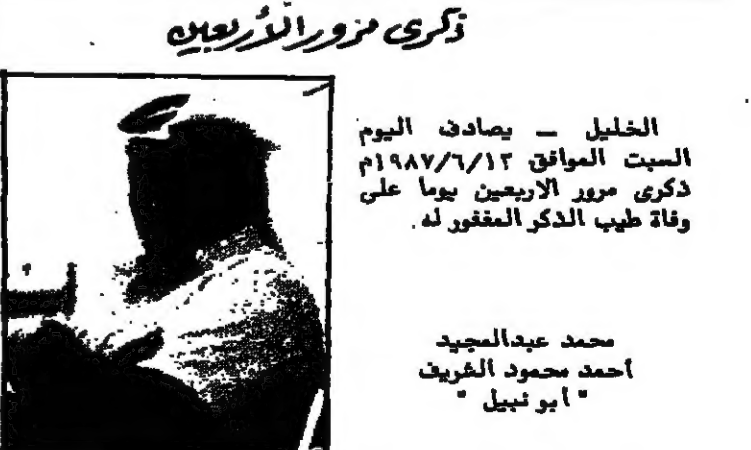 ذكرى مرور الأربعين
الخليل — يصادف اليوم
السبت الموافق ١٩٨٧/٦/١٣م
ذكرى مرور الاربعين يوما على
وفاة طيب الذكر المغفور له.
محمد عبدالمجيد
أحمد محمود الشريف
"أبو نبيل"